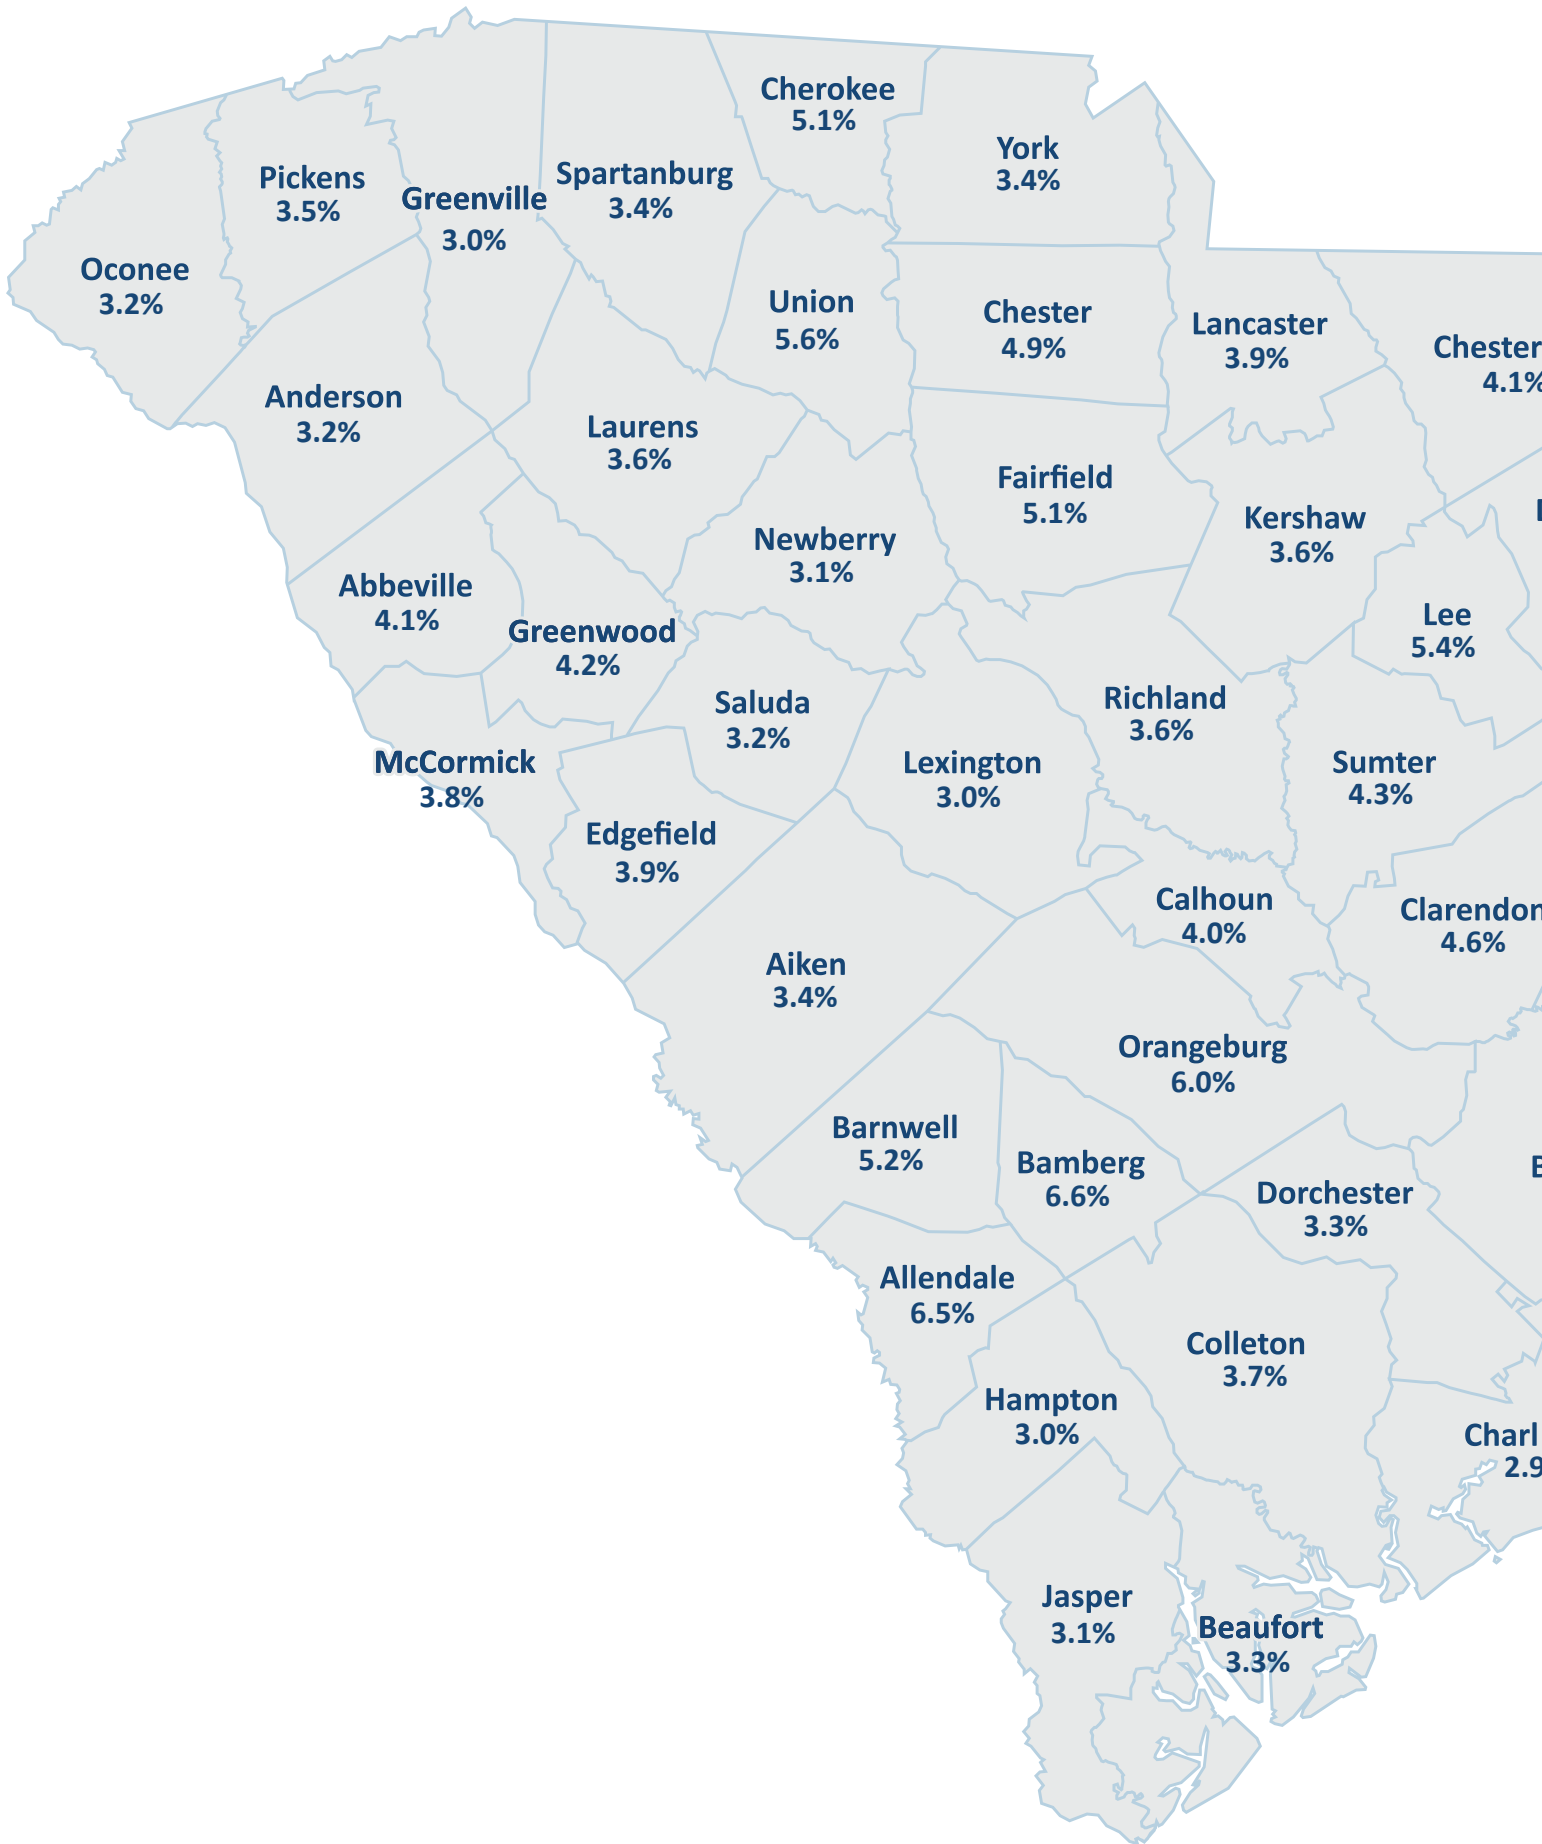 Cherokee
5.1%
York
3.4%
Pickens
3.5%
Greenville
3.0%
Spartanburg
3.4%
Oconee
3.2%
Union
5.6%
Chester
4.9%
Lancaster
3.9%
Chester
4.1%
Anderson
3.2%
Laurens
3.6%
Fairfield
5.1%
Kershaw
3.6%
Newberry
3.1%
Abbeville
4.1%
Greenwood
4.2%
Lee
5.4%
Saluda
3.2%
Richland
3.6%
McCormick
3.8%
Lexington
3.0%
Sumter
4.3%
Edgefield
3.9%
Calhoun
4.0%
Clarendon
4.6%
Aiken
3.4%
Orangeburg
6.0%
Barnwell
5.2%
Bamberg
6.6%
Dorchester
3.3%
Allendale
6.5%
Colleton
3.7%
Hampton
3.0%
Charl
2.9
Jasper
3.1%
Beaufort
3.3%